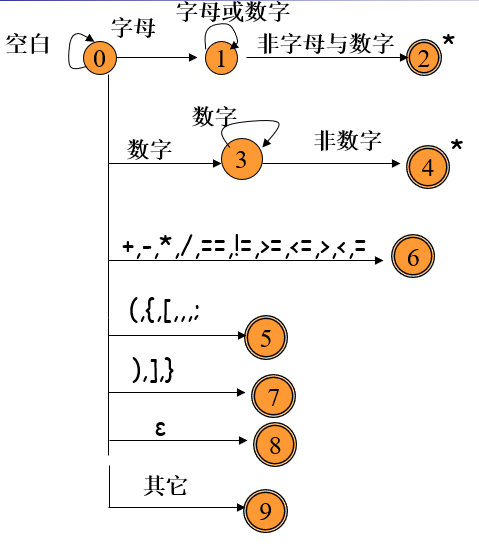 字母或数字
空白 0 字母 1 非字母与数字 2 *
数字
数字 3 非数字 4 *
+,-,*,/,==,!=,>=,<=,>,<,= 6
(,{,[,,,; 5
),],} 7
ε 8
其它 9